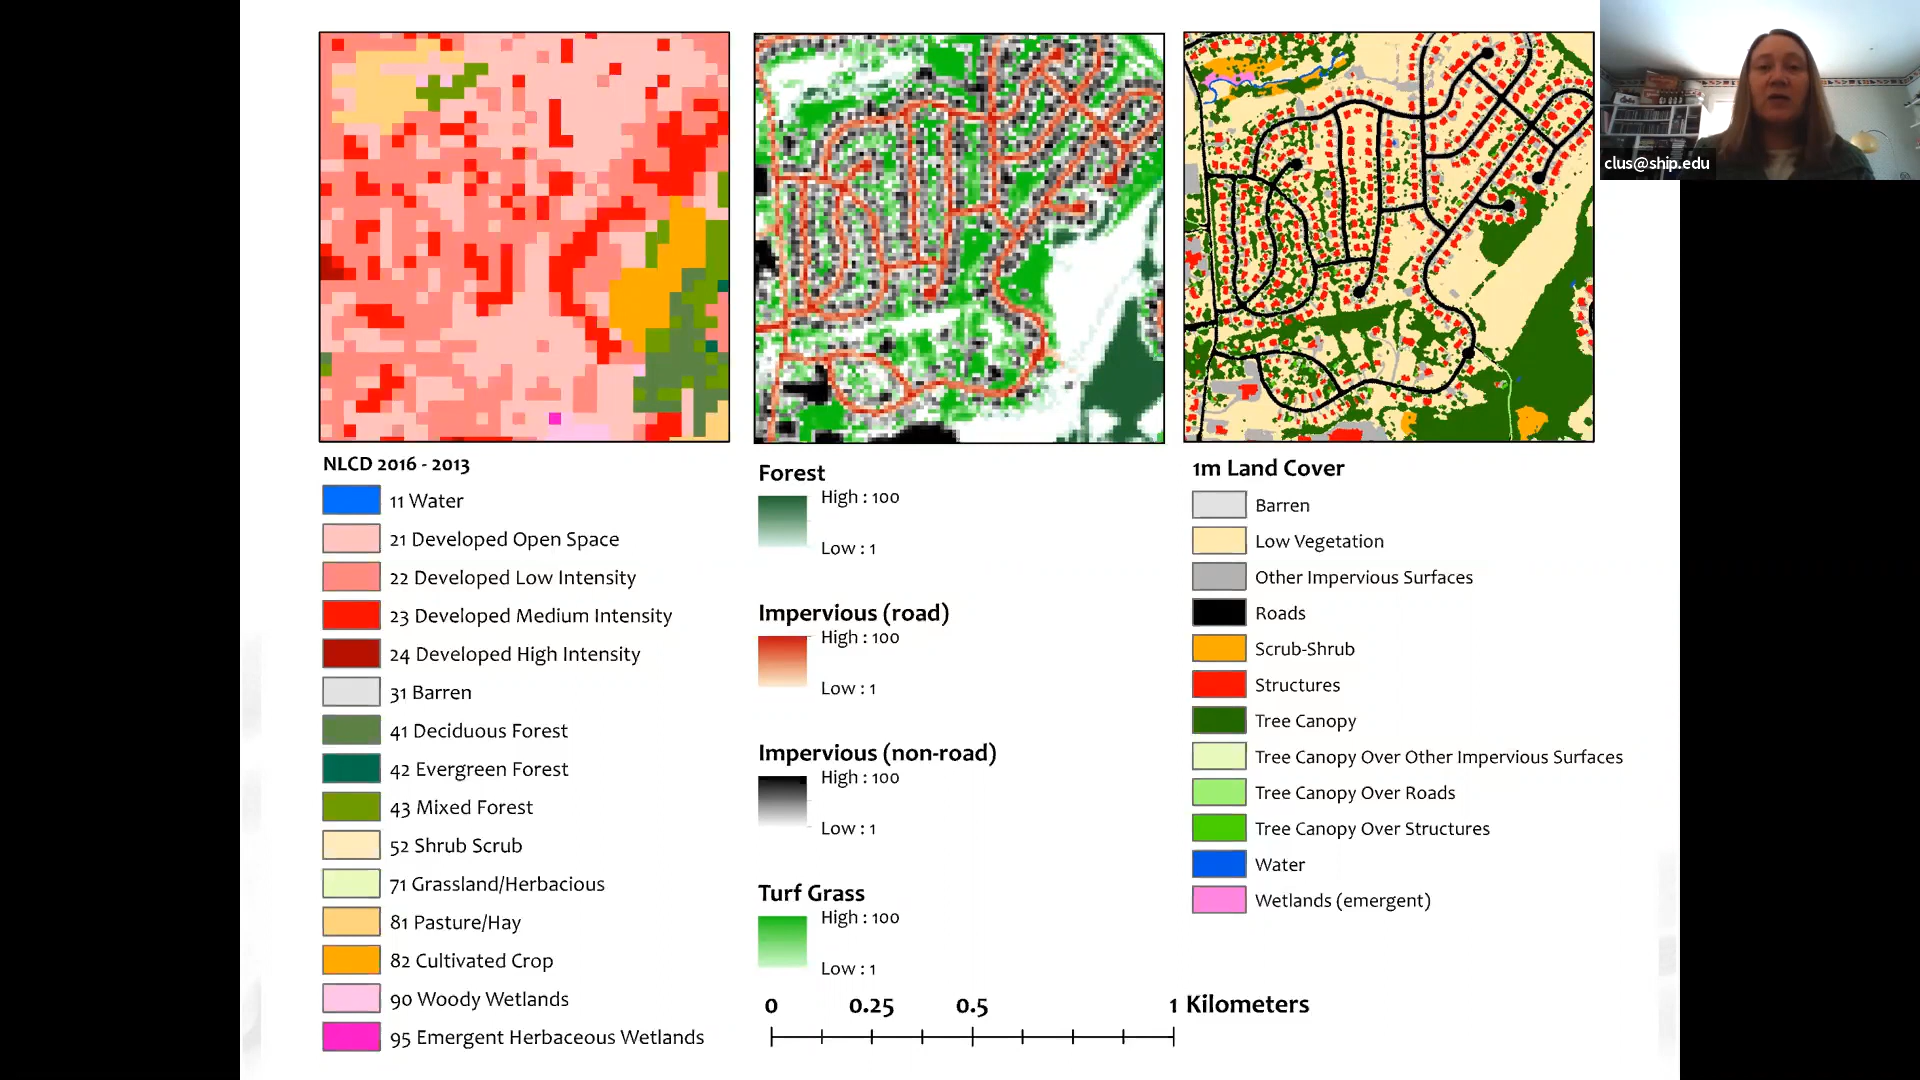 clus@ship.edu
NLCD 2016 - 2013
11 Water
21 Developed Open Space
22 Developed Low Intensity
23 Developed Medium Intensity
24 Developed High Intensity
31 Barren
41 Deciduous Forest
42 Evergreen Forest
43 Mixed Forest
52 Shrub Scrub
71 Grassland/Herbacious
81 Pasture/Hay
82 Cultivated Crop
90 Woody Wetlands
95 Emergent Herbaceous Wetlands
Forest
High : 100
Low : 1
Impervious (road)
High : 100
Low : 1
Impervious (non-road)
High : 100
Low : 1
Turf Grass
High : 100
Low : 1
0 0.25 0.5 1 Kilometers
1m Land Cover
Barren
Low Vegetation
Other Impervious Surfaces
Roads
Scrub-Shrub
Structures
Tree Canopy
Tree Canopy Over Other Impervious Surfaces
Tree Canopy Over Roads
Tree Canopy Over Structures
Water
Wetlands (emergent)